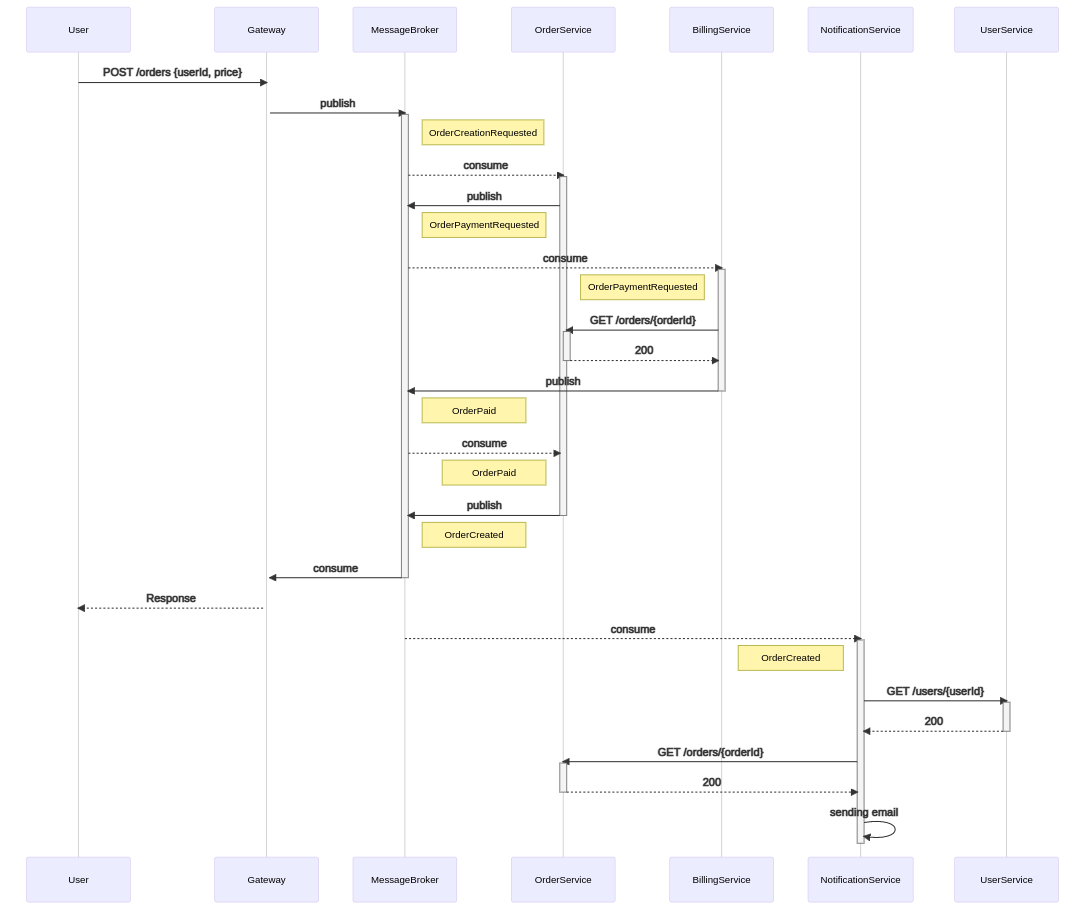 User
Gateway
MessageBroker
OrderService
BillingService
NotificationService
UserService
POST /orders {userId, price}
publish
OrderCreationRequested
consume
publish
OrderPaymentRequested
consume
OrderPaymentRequested
GET /orders/{orderId}
200
publish
OrderPaid
consume
OrderPaid
publish
OrderCreated
consume
Response
consume
OrderCreated
GET /users/{userId}
200
GET /orders/{orderId}
200
sending email
User
Gateway
MessageBroker
OrderService
BillingService
NotificationService
UserService